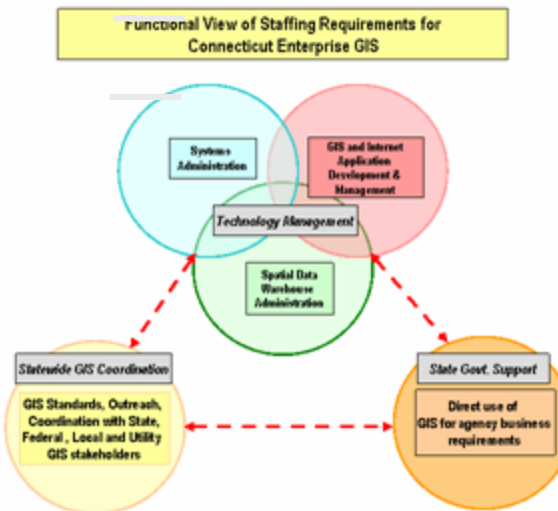 Functional View of Staffing Requirements for
Connecticut Enterprise GIS
Systems
Administration
GIS and Internet
Application
Development &
Management
Technology Management
Spatial Data
Warehouse
Administration
Statewide GIS Coordination
GIS Standards, Outreach,
Coordination with State,
Federal , Local and Utility
GIS stakeholders
State Govt. Support
Direct use of
GIS for agency business
requirements